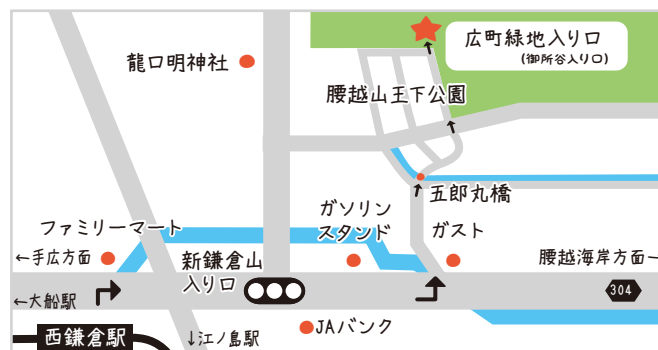 広町緑地入り口
(御所谷入り口)
龍口明神社
腰越山王下公園
五郎丸橋
ガソリン
スタンド
ガスト
ファミリーマート
←手広方面
新鎌倉山
入り口
腰越海岸方面→
304
←大船駅
JAバンク
西鎌倉駅
↓江ノ島駅